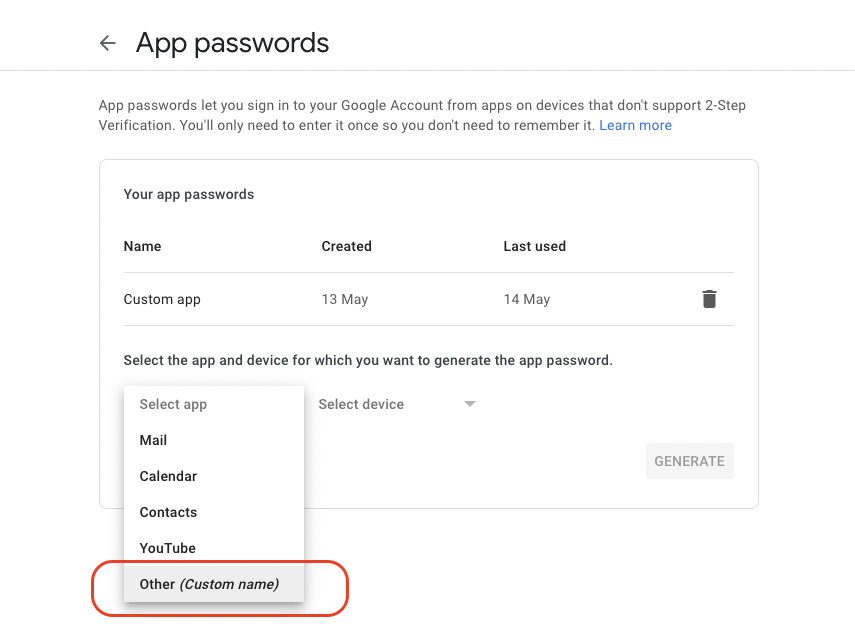 App passwords
App passwords let you sign in to your Google Account from apps on devices that don't support 2-Step
Verification. You'll only need to enter it once so you don't need to remember it. Learn more
Your app passwords
Name Created Last used
Custom app 13 May 14 May
Select the app and device for which you want to generate the app password.
Select app Select device
Mail
Calendar
GENERATE
Contacts
YouTube
Other (Custom name)